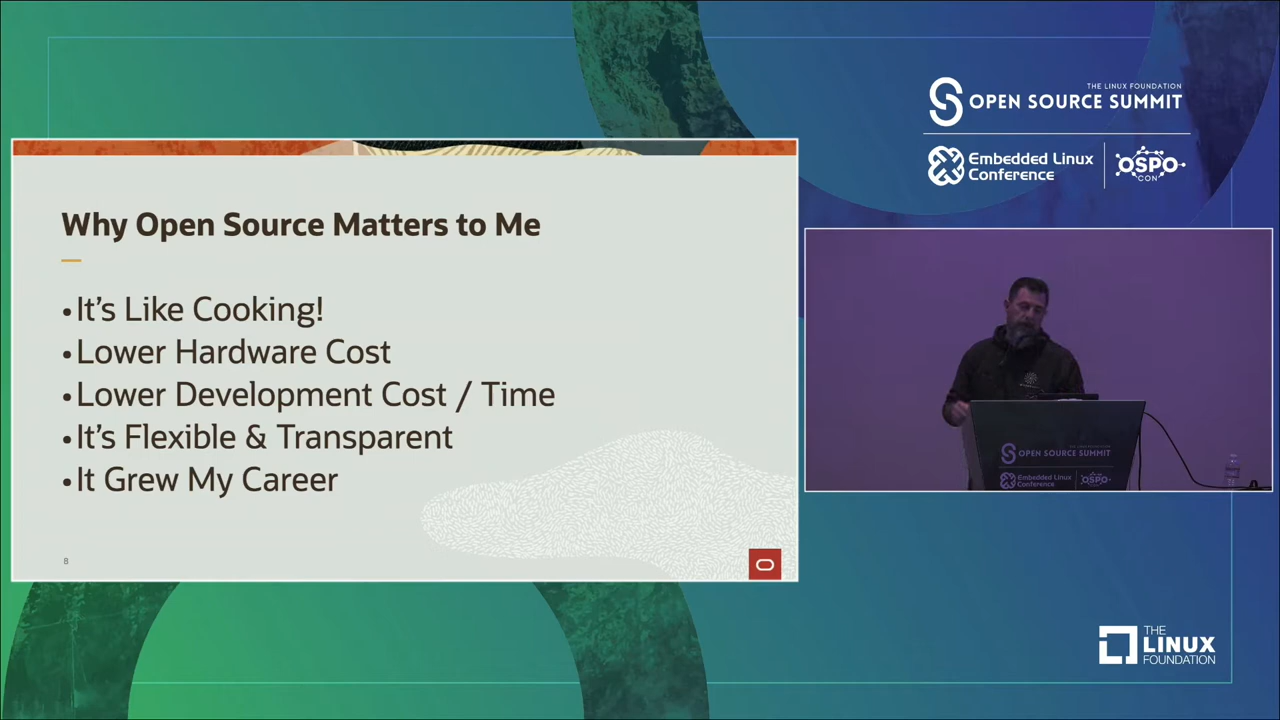 THE LINUX FOUNDATION
OPEN SOURCE SUMMIT
Embedded Linux
Conference
OSPO
CON
Why Open Source Matters to Me
•It’s Like Cooking!
•Lower Hardware Cost
•Lower Development Cost / Time
•It’s Flexible & Transparent
•It Grew My Career
8
OPEN SOURCE SUMMIT
Embedded Linux
Conference
OSPO
THE
LINUX
FOUNDATION